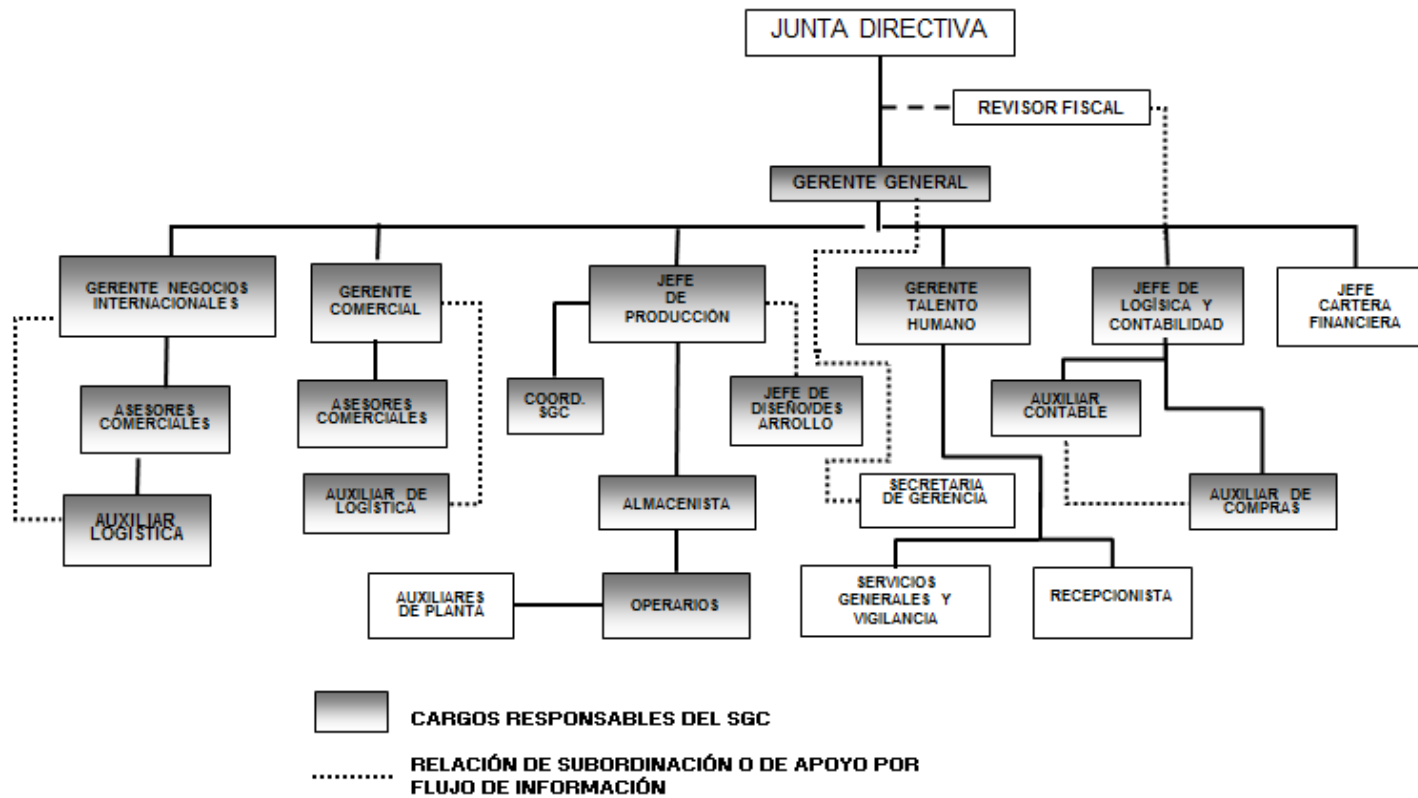 JUNTA DIRECTIVA
REVISOR FISCAL
GERENTE GENERAL
GERENTE NEGOCIOS
INTERNACIONALES
GERENTE
COMERCIAL
JEFE
DE
PRODUCCIÓN
GERENTE
TALENTO
HUMANO
JEFE DE
LOGÍSICA Y
CONTABILIDAD
JEFE
CARTERA
FINANCIERA
ASESORES
COMERCIALES
ASESORES
COMERCIALES
COORD.
SGC
JEFE DE
DISEÑO/DES
ARROLLO
AUXILIAR
CONTABLE
AUXILIAR
LOGISTICA
AUXILIAR DE
LOGÍSTICA
ALMACENISTA
SECRETARIA
DE GERENCIA
AUXILIAR DE
COMPRAS
AUXILIARES
DE PLANTA
OPERARIOS
SERVICIOS
GENERALES Y
VIGILANCIA
RECEPCIONISTA
CARGOS RESPONSABLES DEL SGC
RELACIÓN DE SUBORDINACIÓN O DE APOYO POR
FLUJO DE INFORMACIÓN